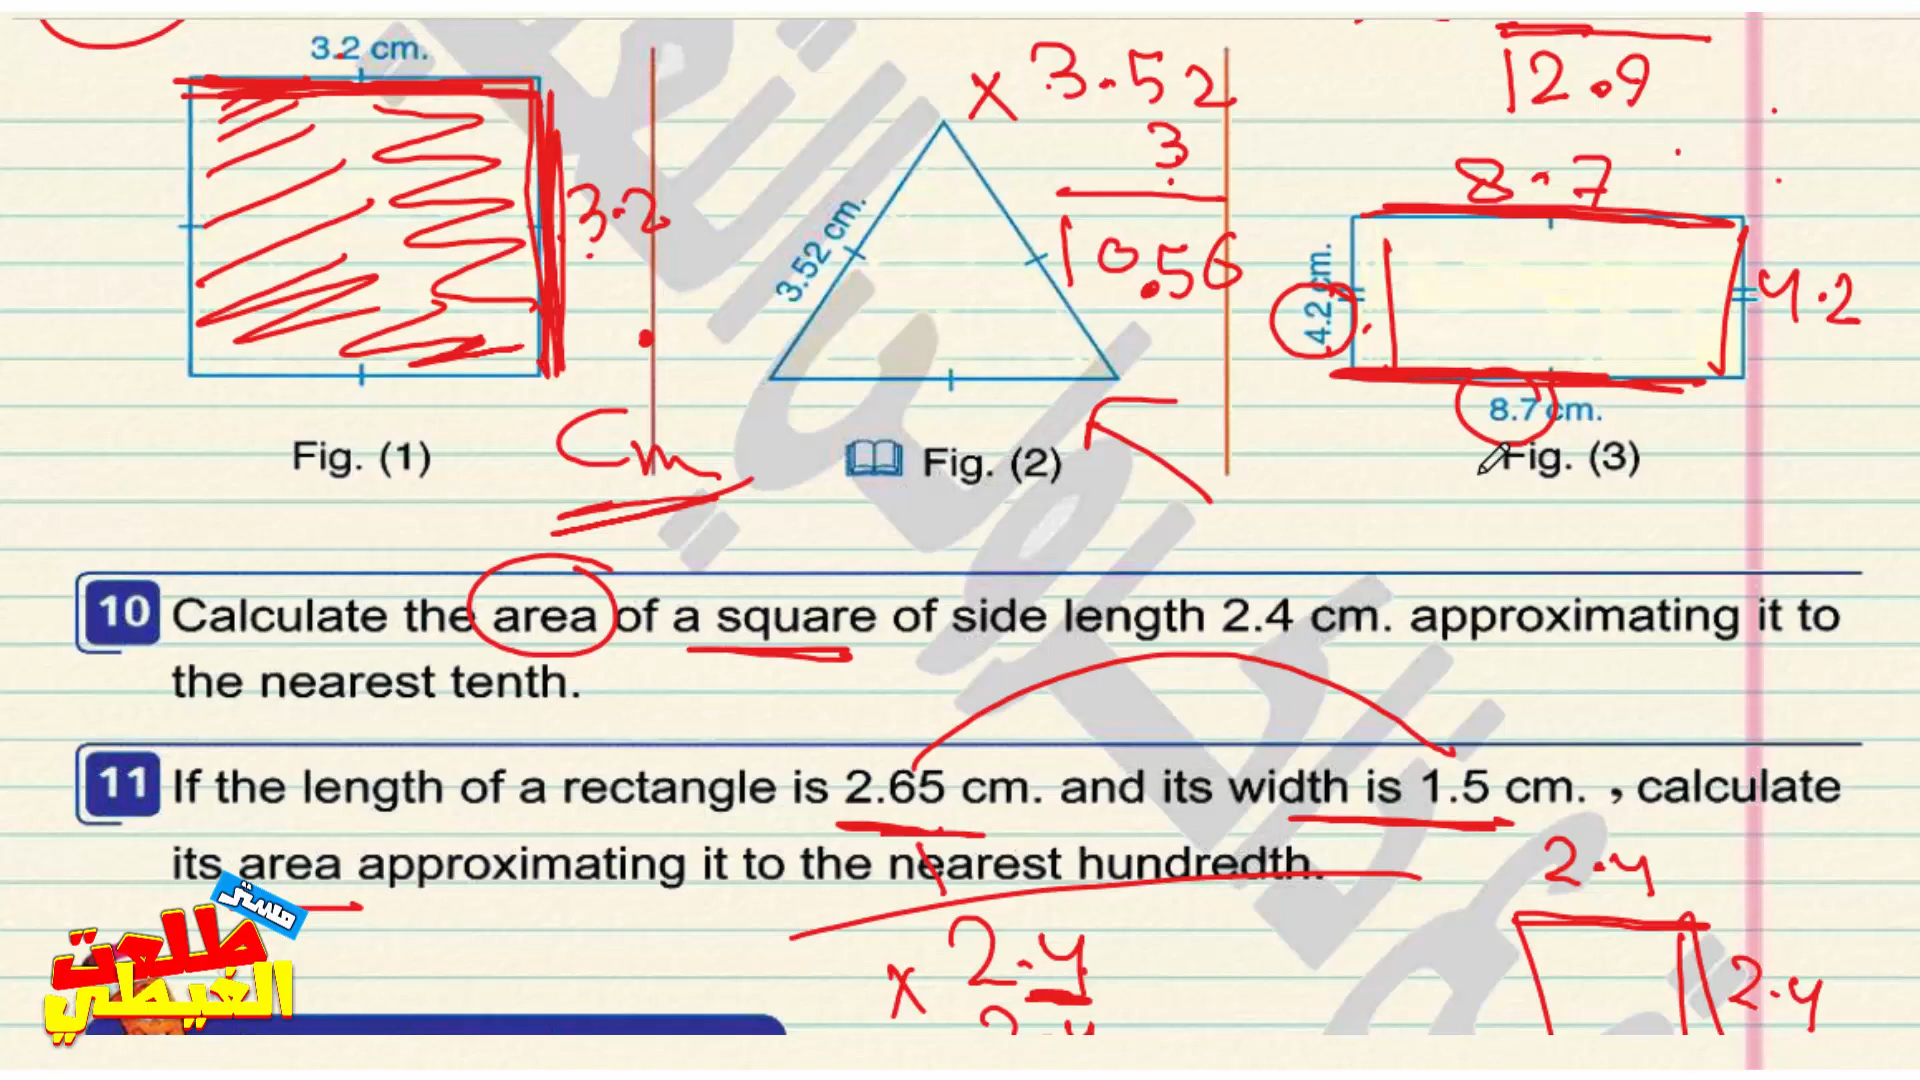 3.2 cm.
3.2
cm
Fig. (1)
× 3.52
3
10.56
3.52 cm.
Fig. (2)
12.9
8.7
4.2 cm.
4.2
8.7 cm.
Fig. (3)
10 Calculate the area of a square of side length 2.4 cm. approximating it to
the nearest tenth.
11 If the length of a rectangle is 2.65 cm. and its width is 1.5 cm. , calculate
its area approximating it to the nearest hundredth.
2.4
× 2.4
2.4
2.4
مستر
طلعت
الغيطي